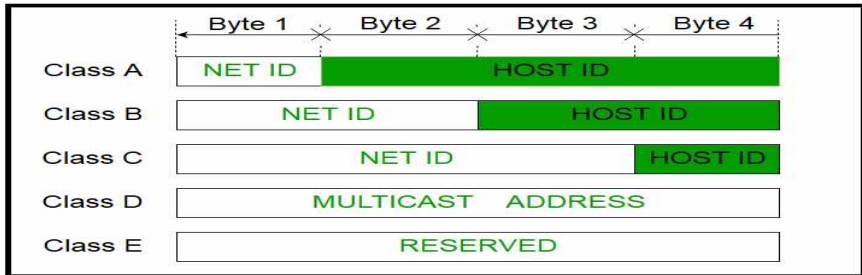 Byte 1 Byte 2 Byte 3 Byte 4
Class A NET ID HOST ID
Class B NET ID HOST ID
Class C NET ID HOST ID
Class D MULTICAST ADDRESS
Class E RESERVED